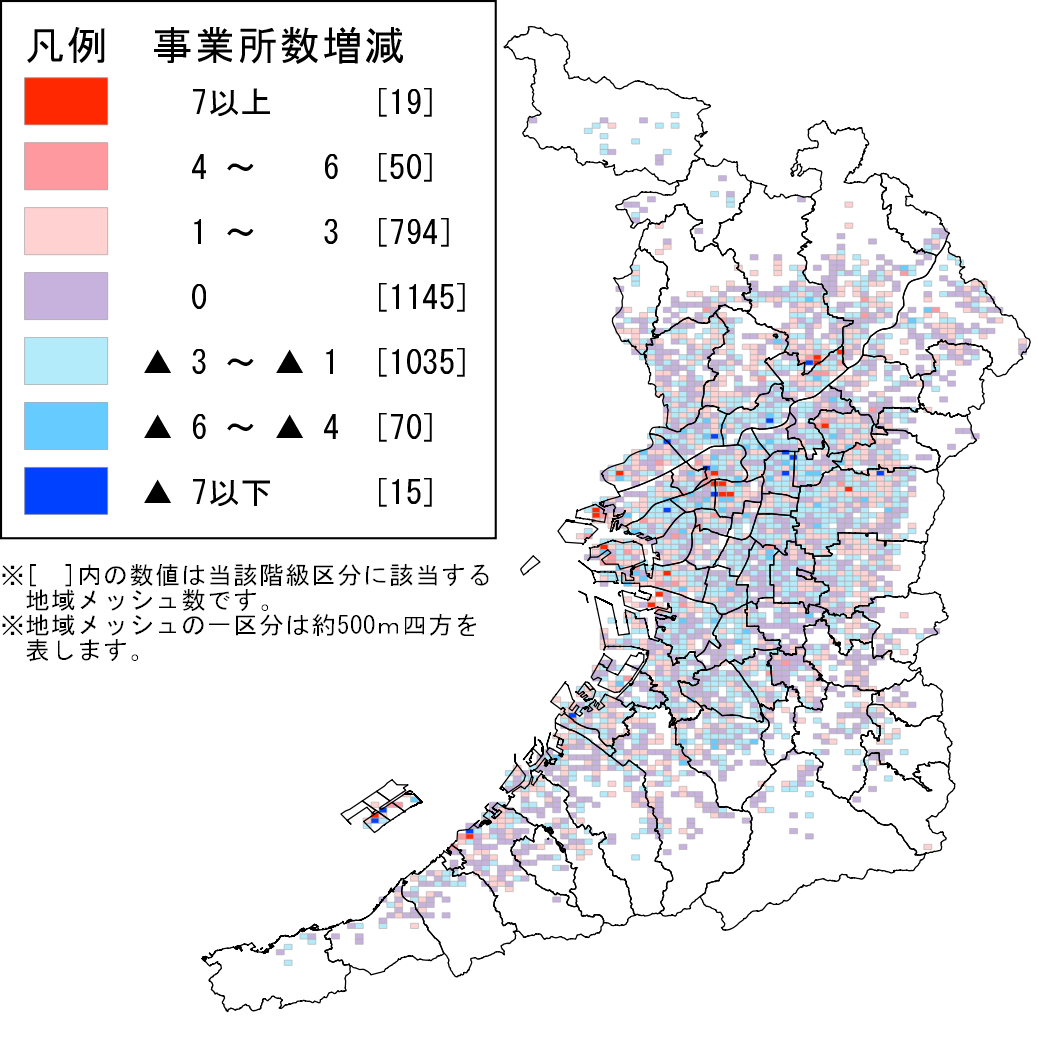 凡例 事業所数増減
7以上 [19]
4 ～ 6 [50]
1 ～ 3 [794]
0 [1145]
▲ 3 ～ ▲ 1 [1035]
▲ 6 ～ ▲ 4 [70]
▲ 7以下 [15]
※[ ]内の数値は当該階級区分に該当する
地域メッシュ数です。
※地域メッシュの一区分は約500m四方を
表します。